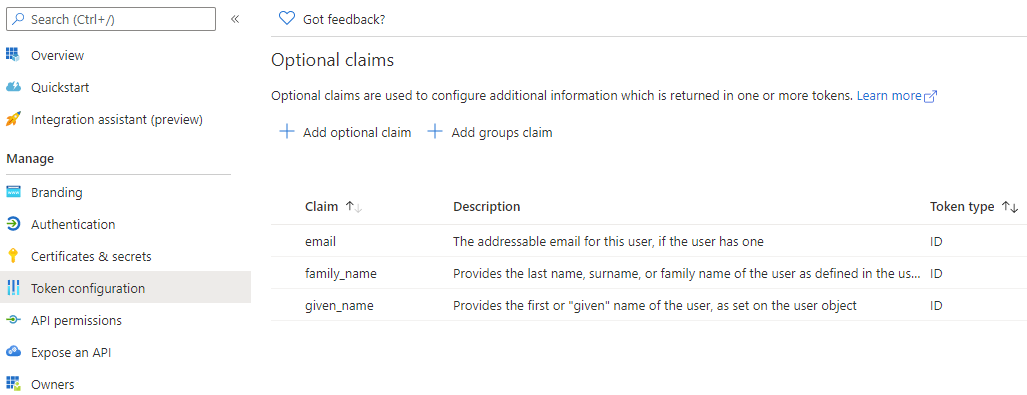 Search (Ctrl+/)
«
Overview
Quickstart
Integration assistant (preview)
Manage
Branding
Authentication
Certificates & secrets
Token configuration
API permissions
Expose an API
Owners
Got feedback?
Optional claims
Optional claims are used to configure additional information which is returned in one or more tokens. Learn more
Add optional claim Add groups claim
Claim Description Token type
email The addressable email for this user, if the user has one ID
family_name Provides the last name, surname, or family name of the user as defined in the us... ID
given_name Provides the first or "given" name of the user, as set on the user object ID